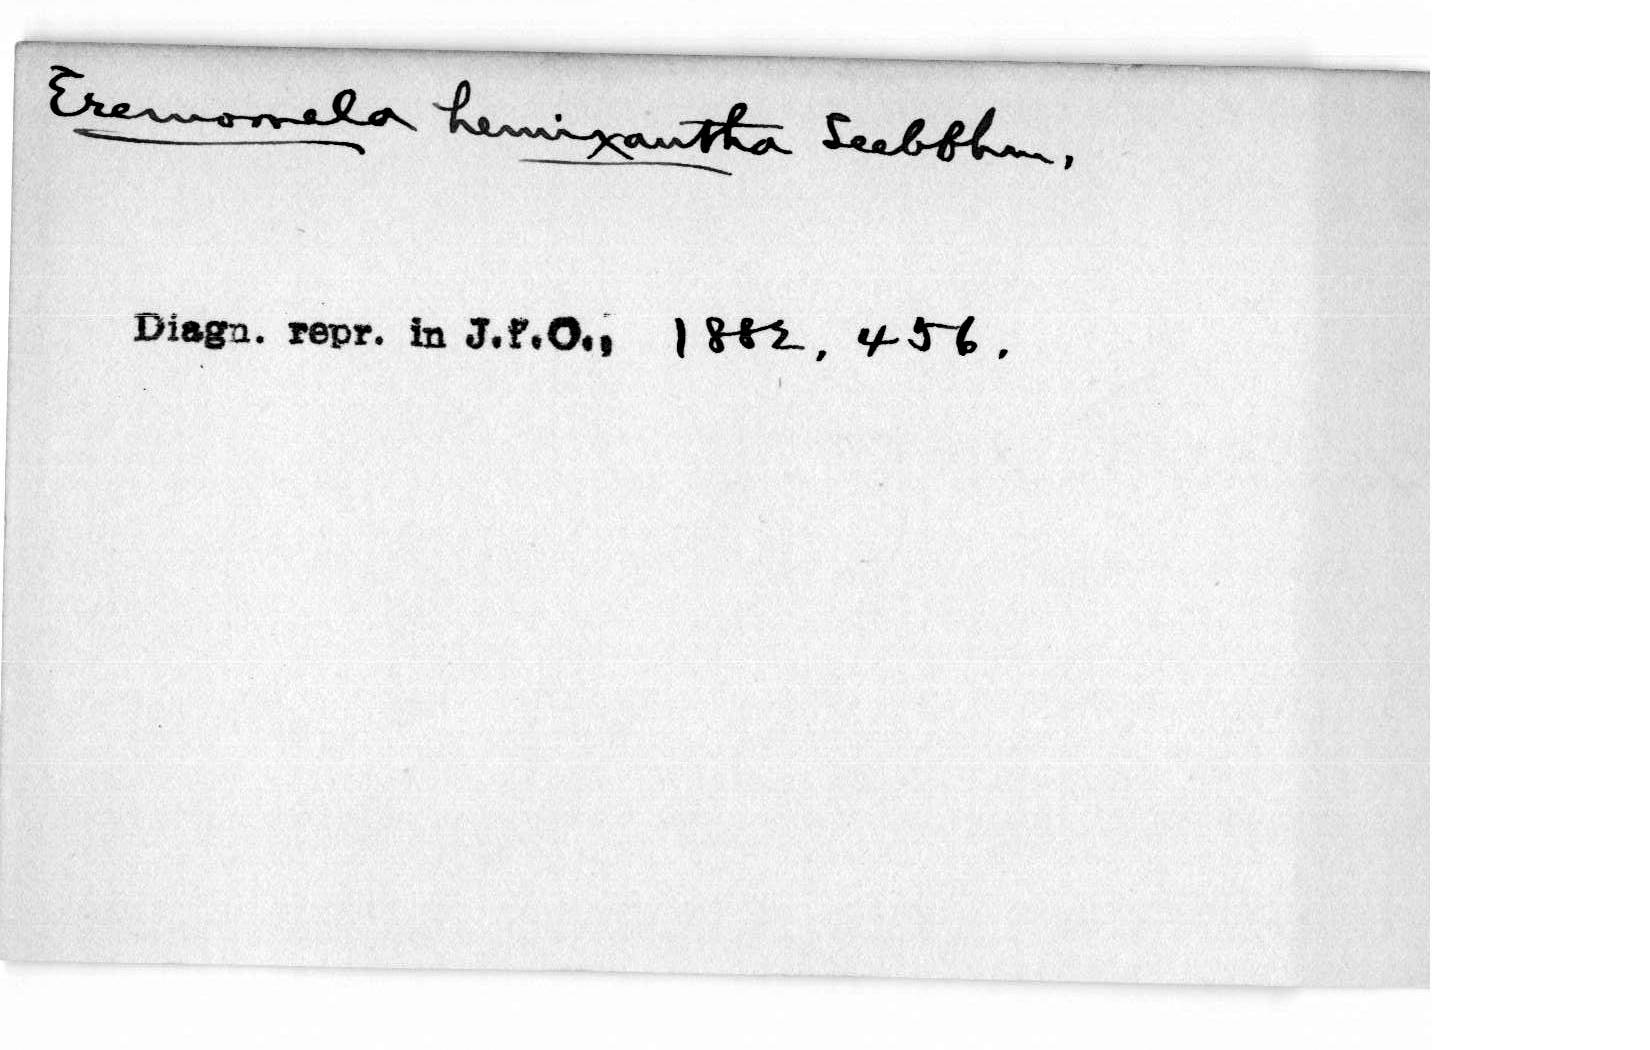 Eremomela hemixantha Seebohm,
Diagn. repr. in J.f.O., 1882, 456.